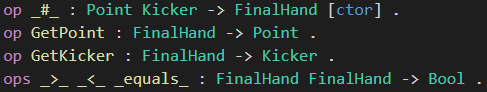 op _#_ : Point Kicker -> FinalHand [ctor] .
op GetPoint : FinalHand -> Point .
op GetKicker : FinalHand -> Kicker .
ops _>_ _<_ _equals_ : FinalHand FinalHand -> Bool .